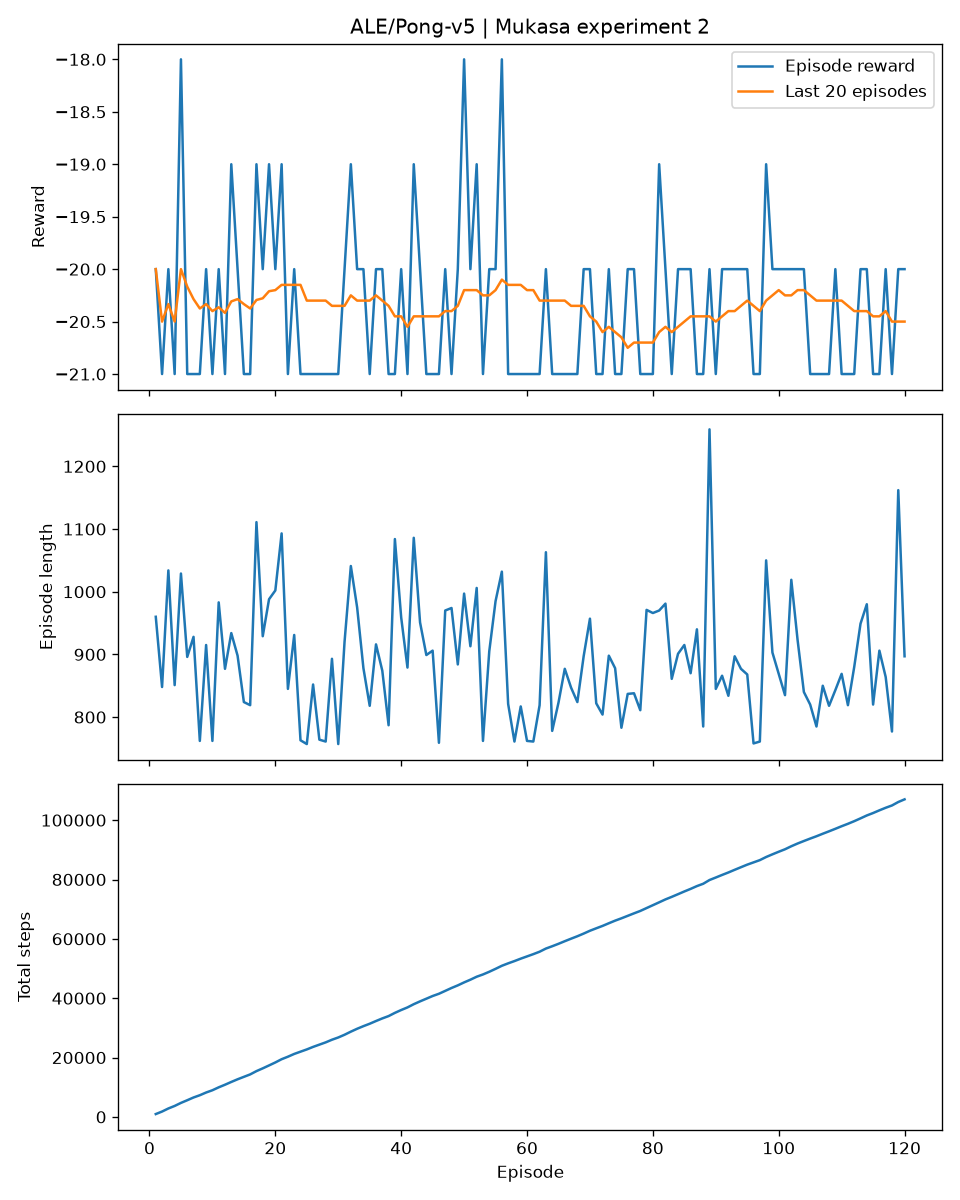 ALE/Pong-v5 | Mukasa experiment 2
Episode reward
Last 20 episodes
Reward
−18.0
−18.5
−19.0
−19.5
−20.0
−20.5
−21.0
Episode length
1200
1100
1000
900
800
Total steps
100000
80000
60000
40000
20000
0
0 20 40 60 80 100 120
Episode